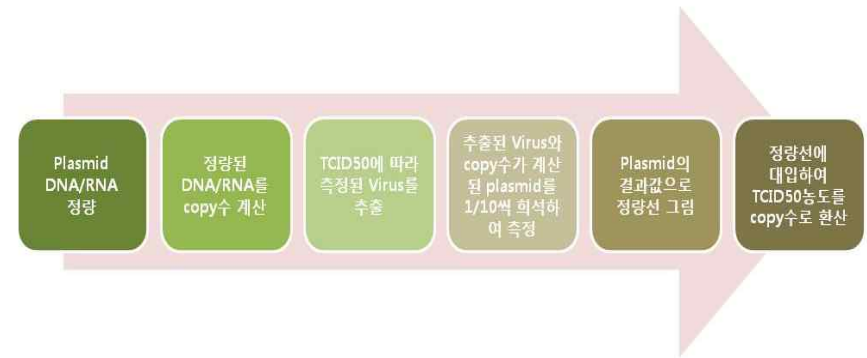 Plasmid
DNA/RNA
정량
정량된
DNA/RNA를
copy수 계산
TCID50에 따라
측정된 Virus를
추출
추출된 Virus와
copy수가 계산
된 plasmid를
1/10씩 희석하
여 측정
Plasmid의
결과값으로
정량선 그림
정량선에
대입하여
TCID50농도를
copy수로 환산